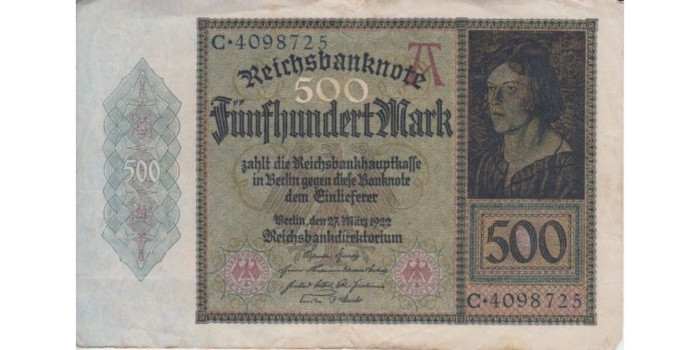 C·4098725
Reichsbanknote
500
Fünfhundert Mark
500
zahlt die Reichsbankhauptkasse
in Berlin gegen diese Banknote
dem Einlieferer
Berlin, den 27. März 1922
Reichsbankdirektorium
500
C·4098725